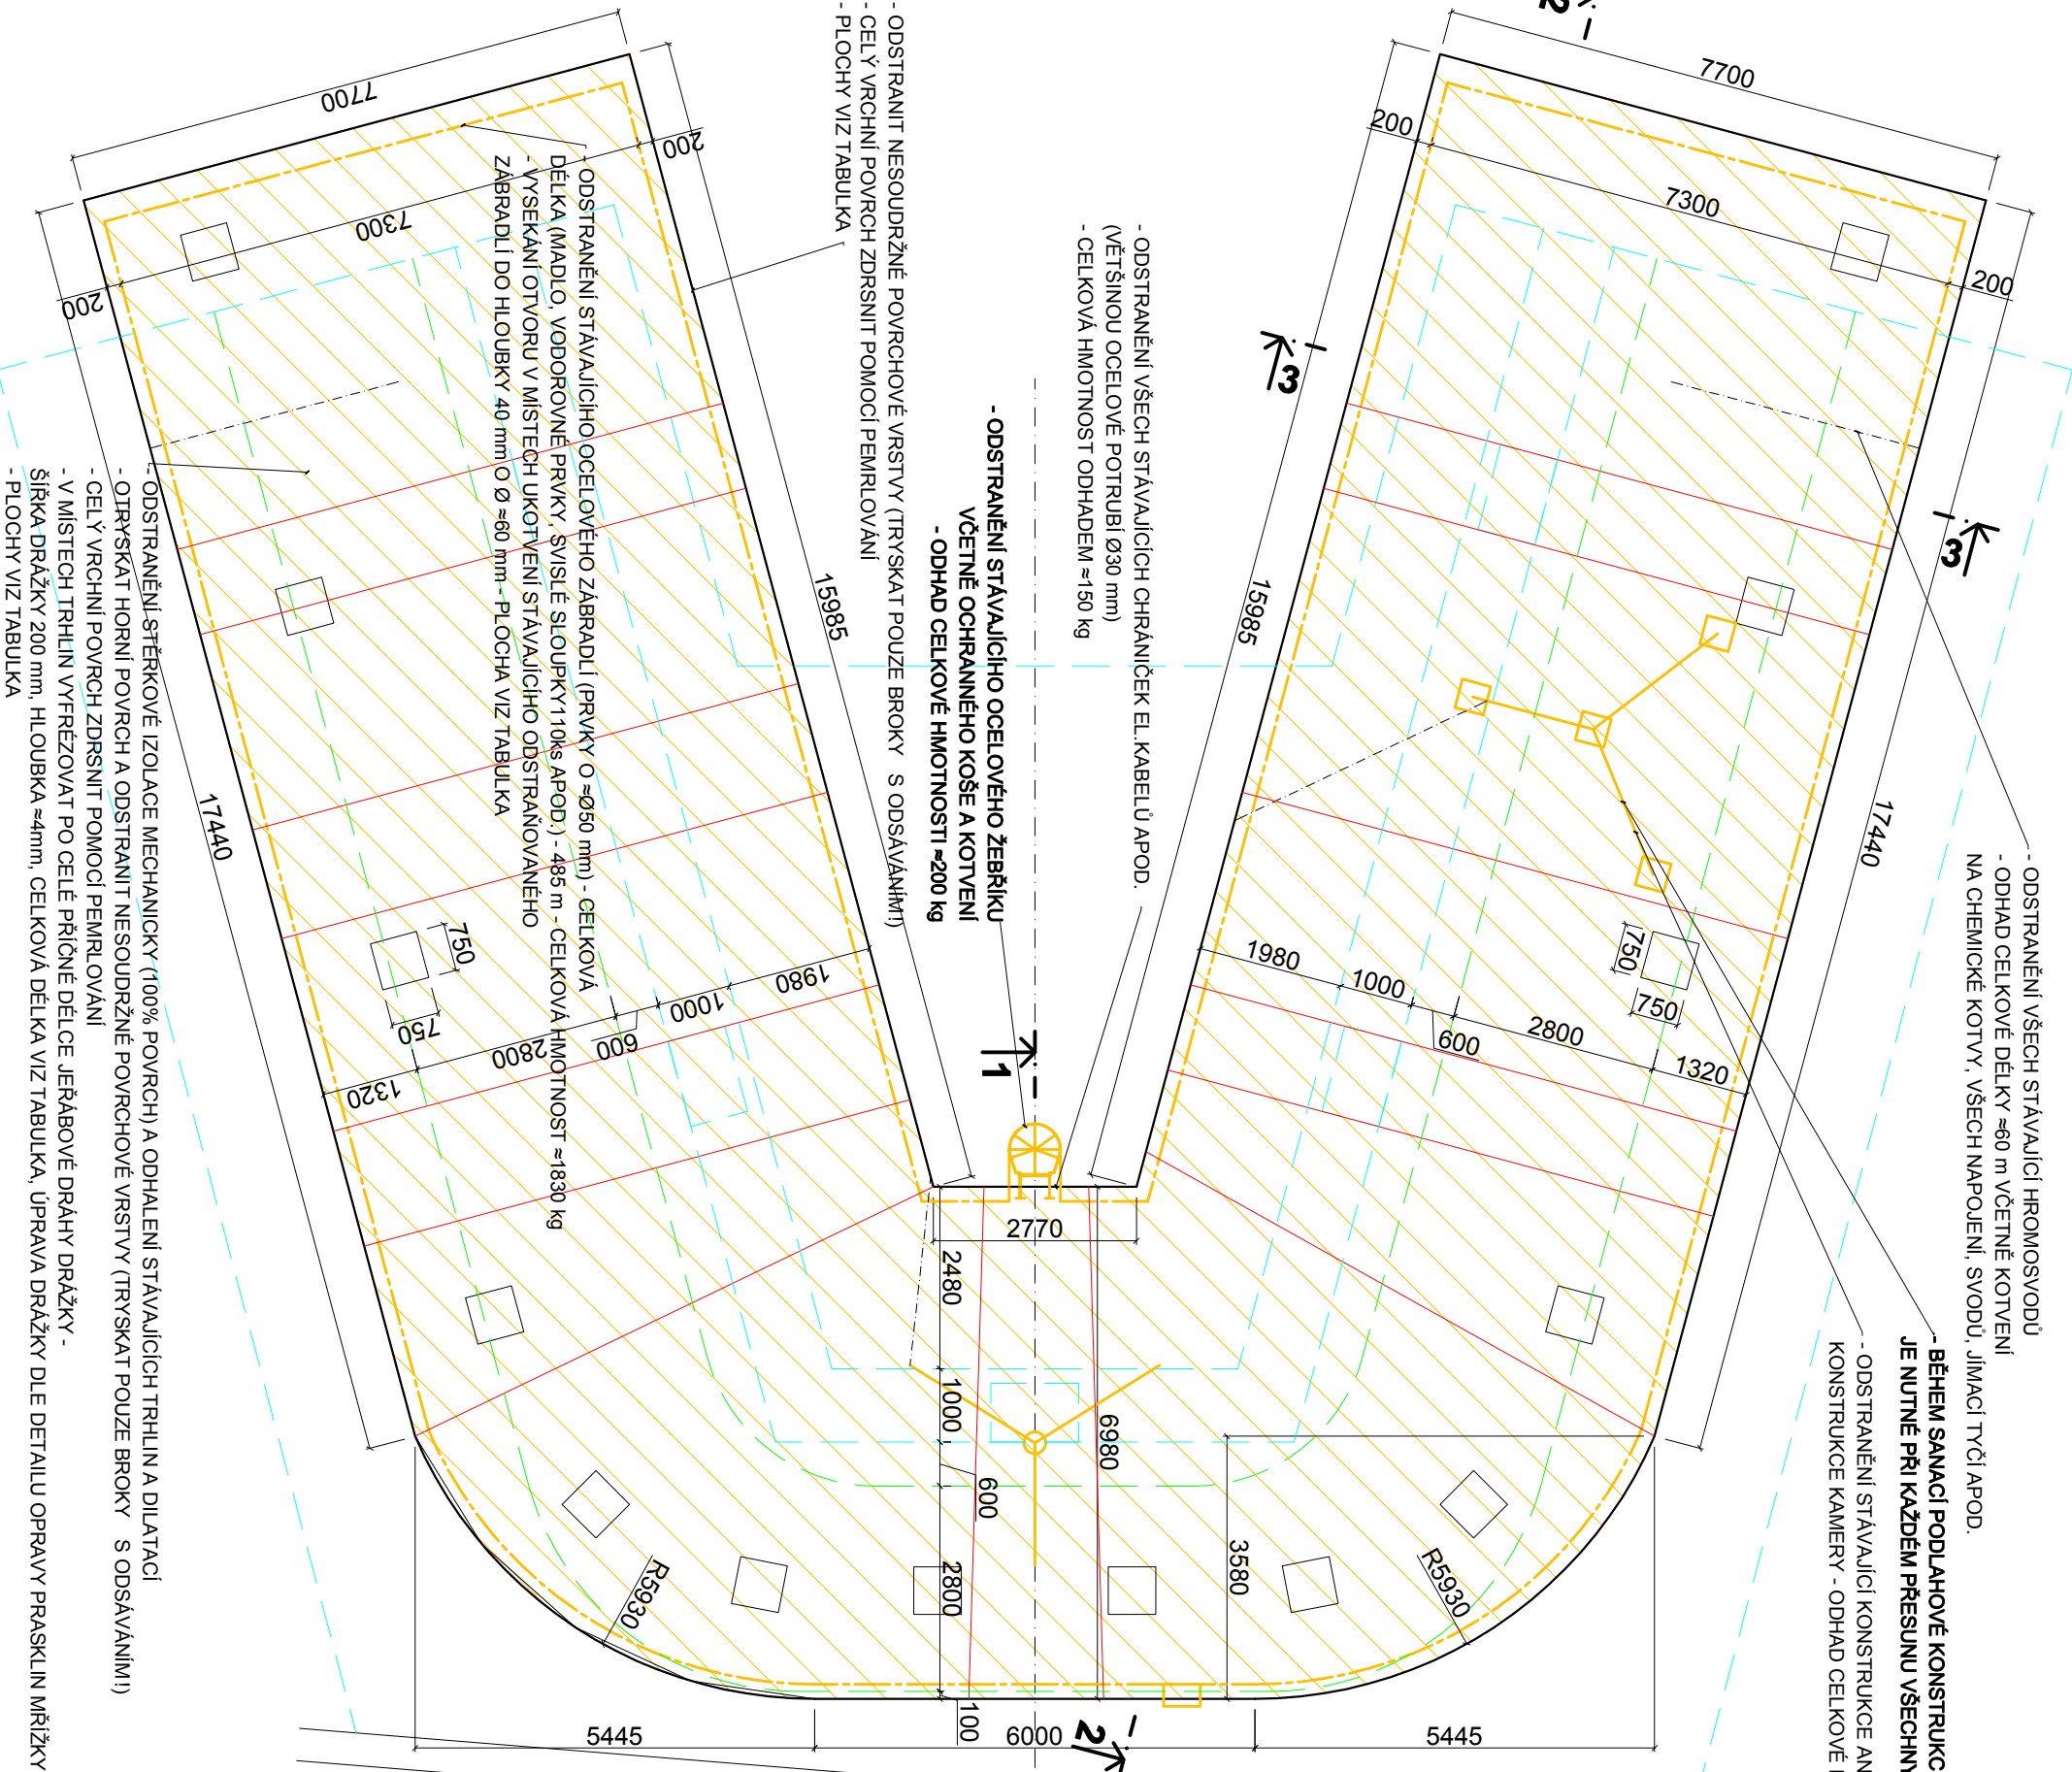 - ODSTRANIT NESOUDRŽNÉ POVRCHOVÉ VRSTVY (TRYSKAT POUZE BROKY S ODSÁVÁNÍM!)
- CELÝ VRCHNÍ POVRCH ZDRSNIT POMOCÍ PEMRLOVÁNÍ
- PLOCHY VIZ TABULKA
- ODSTRANĚNÍ VŠECH STÁVAJÍCÍCH CHRÁNIČEK EL.KABELŮ APOD.
(VĚTŠINOU OCELOVÉ POTRUBÍ Ø30 mm)
- CELKOVÁ HMOTNOST ODHADEM ≈150 kg
- ODSTRANĚNÍ STÁVAJÍCÍHO OCELOVÉHO ŽEBŘÍKU
VČETNĚ OCHRANNÉHO KOŠE A KOTVENÍ
- ODHAD CELKOVÉ HMOTNOSTI ≈200 kg
- ODSTRANĚNÍ STÁVAJÍCÍHO OCELOVÉHO ZÁBRADLÍ (PRVKY O ≈Ø50 mm) - CELKOVÁ
DÉLKA (MADLO, VODOROVNÉ PRVKY, SVISLÉ SLOUPKY 110ks APOD.) - 485 m - CELKOVÁ HMOTNOST ≈1830 kg
- VYSEKÁNÍ OTVORU V MÍSTECH UKOTVENÍ STÁVAJÍCÍHO ODSTRAŇOVANÉHO
ZÁBRADLÍ DO HLOUBKY 40 mm O Ø ≈60 mm - PLOCHA VIZ TABULKA
- ODSTRANĚNÍ STĚRKOVÉ IZOLACE MECHANICKY (100% POVRCH) A ODHALENÍ STÁVAJÍCÍCH TRHLIN A DILATACÍ
- OTRYSKAT HORNÍ POVRCH A ODSTRANIT NESOUDRŽNÉ POVRCHOVÉ VRSTVY (TRYSKAT POUZE BROKY S ODSÁVÁNÍM!)
- CELÝ VRCHNÍ POVRCH ZDRSNIT POMOCÍ PEMRLOVÁNÍ
- V MÍSTECH TRHLIN VYFRÉZOVAT PO CELÉ PŘÍČNÉ DÉLCE JEŘÁBOVÉ DRÁHY DRÁŽKY -
ŠÍŘKA DRÁŽKY 200 mm, HLOUBKA ≈4mm, CELKOVÁ DÉLKA VIZ TABULKA, ÚPRAVA DRÁŽKY DLE DETAILU OPRAVY PRASKLIN MŘÍŽKY
- PLOCHY VIZ TABULKA
- ODSTRANĚNÍ VŠECH STÁVAJÍCÍ HROMOSVODŮ
- ODHAD CELKOVÉ DÉLKY ≈60 m VČETNĚ KOTVENÍ
NA CHEMICKÉ KOTVY, VŠECH NAPOJENÍ, SVODŮ, JÍMACÍ TYČÍ APOD.
- BĚHEM SANACÍ PODLAHOVÉ KONSTRUKC
JE NUTNÉ PŘI KAŽDÉM PŘESUNU VŠECHNY
- ODSTRANĚNÍ STÁVAJÍCÍ KONSTRUKCE AN
KONSTRUKCE KAMERY - ODHAD CELKOVÉ
7700
200
7300
200
15985
17440
750
750
1980
1000
600
2800
1320
7700
200
7300
200
15985
17440
750
750
1980
1000
600
2800
1320
2770
2480
1000
600
2800
100
6980
3580
R5930
R5930
5445
6000
5445
1
2
2
3
3